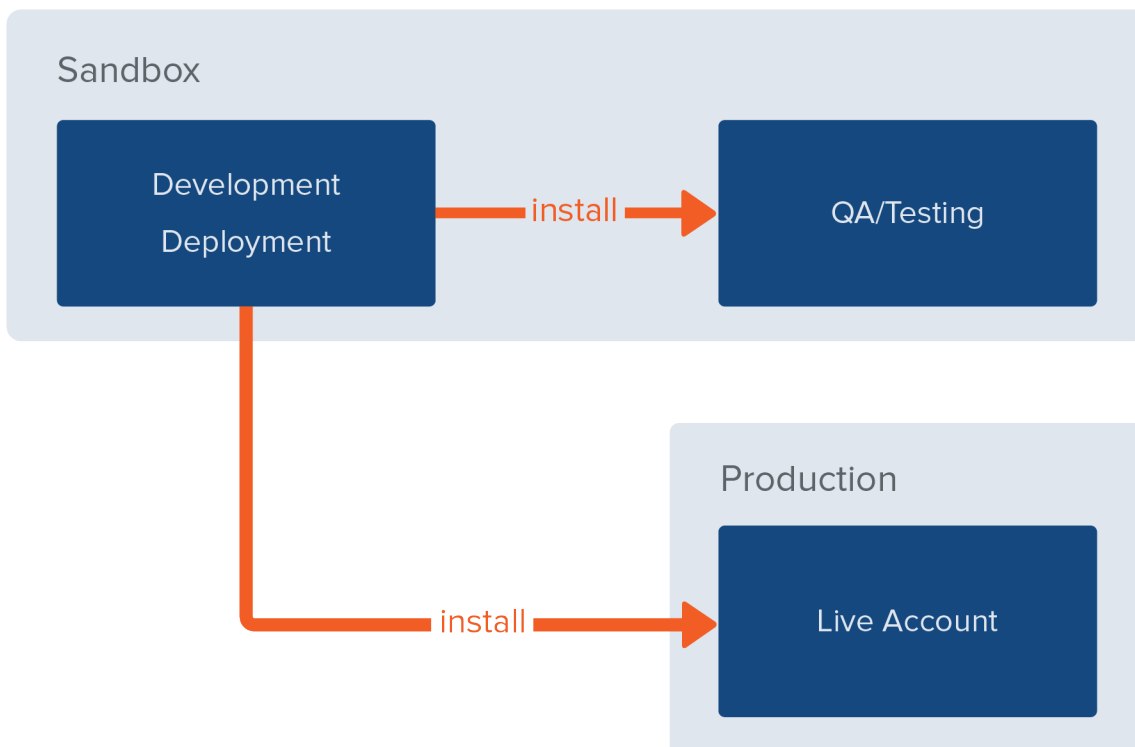 Sandbox
Development
Deployment
install
QA/Testing
Production
install
Live Account